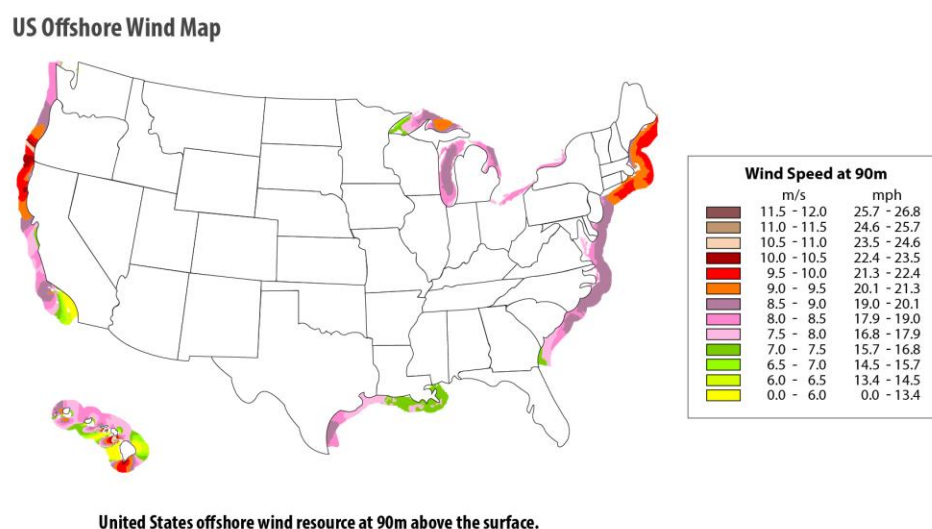 US Offshore Wind Map
Wind Speed at 90m
m/s mph
11.5 - 12.0 25.7 - 26.8
11.0 - 11.5 24.6 - 25.7
10.5 - 11.0 23.5 - 24.6
10.0 - 10.5 22.4 - 23.5
9.5 - 10.0 21.3 - 22.4
9.0 - 9.5 20.1 - 21.3
8.5 - 9.0 19.0 - 20.1
8.0 - 8.5 17.9 - 19.0
7.5 - 8.0 16.8 - 17.9
7.0 - 7.5 15.7 - 16.8
6.5 - 7.0 14.5 - 15.7
6.0 - 6.5 13.4 - 14.5
0.0 - 6.0 0.0 - 13.4
United States offshore wind resource at 90m above the surface.